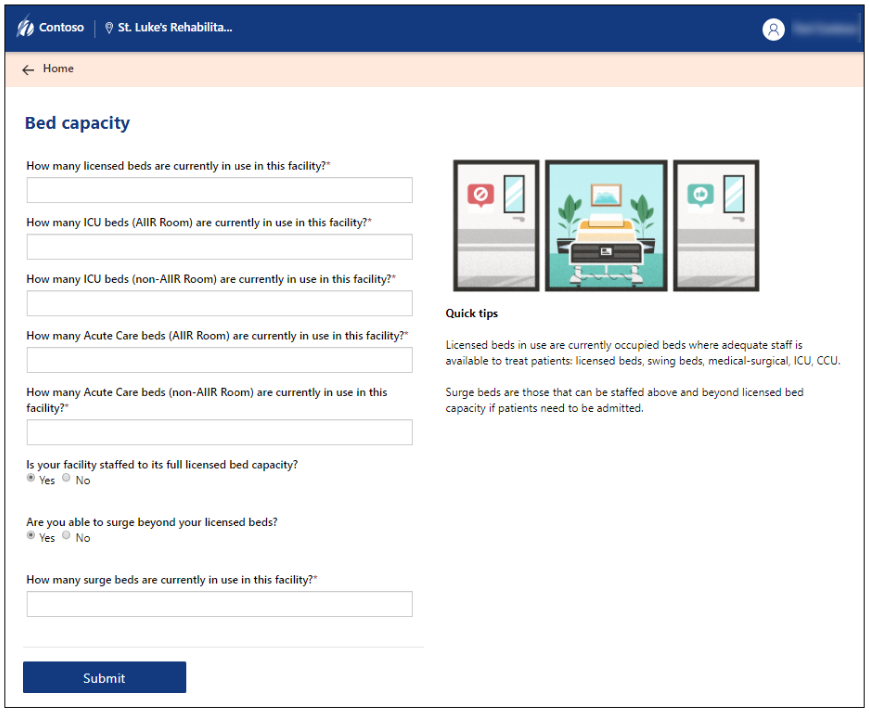 Contoso St. Luke's Rehabilita...
Home
Bed capacity
How many licensed beds are currently in use in this facility?*
How many ICU beds (AIIR Room) are currently in use in this facility?*
How many ICU beds (non-AIIR Room) are currently in use in this facility?*
How many Acute Care beds (AIIR Room) are currently in use in this facility?*
How many Acute Care beds (non-AIIR Room) are currently in use in this
facility?*
Is your facility staffed to its full licensed bed capacity?
Yes No
Are you able to surge beyond your licensed beds?
Yes No
How many surge beds are currently in use in this facility?*
Submit
Quick tips
Licensed beds in use are currently occupied beds where adequate staff is
available to treat patients: licensed beds, swing beds, medical-surgical, ICU, CCU.
Surge beds are those that can be staffed above and beyond licensed bed
capacity if patients need to be admitted.